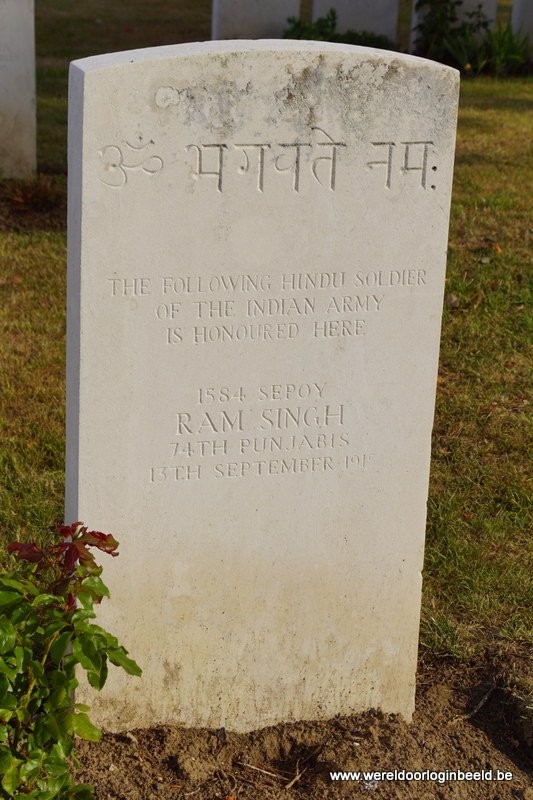 ॐ भगवते नमः
THE FOLLOWING HINDU SOLDIER
OF THE INDIAN ARMY
IS HONOURED HERE
1584 SEPOY
RAM SINGH
74TH PUNJABIS
13TH SEPTEMBER
www.wereldoorloginbeeld.be